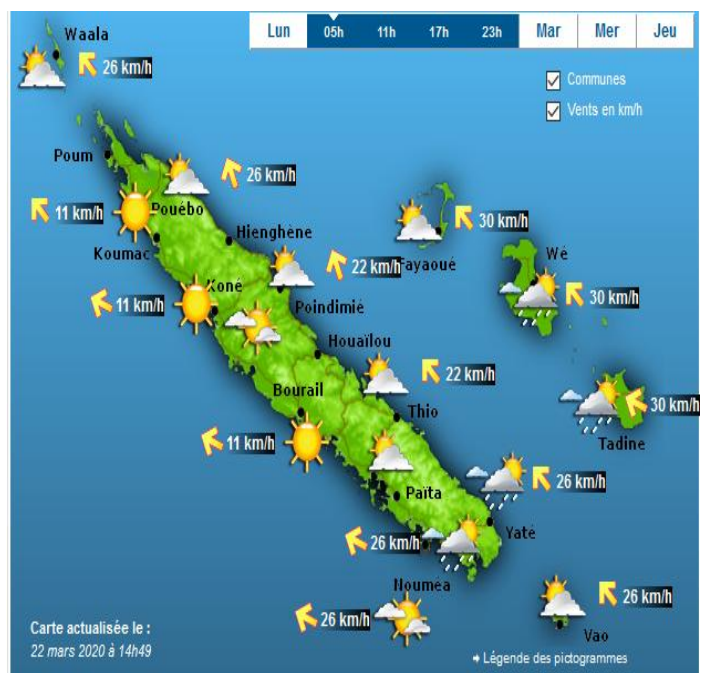 Lun 05h 11h 17h 23h Mar Mer Jeu
Waala
26 km/h
Communes
Vents en km/h
Poum
26 km/h
11 km/h
Pouébo
30 km/h
Hienghène
Koumac
Fayaoué
Wé
22 km/h
Koné
11 km/h
Poindimié
30 km/h
Houaïlou
22 km/h
Bourail
Thio
30 km/h
11 km/h
Tadine
Païta
26 km/h
Yaté
26 km/h
Nouméa
26 km/h
26 km/h
Vao
Carte actualisée le :
22 mars 2020 à 14h49
Légende des pictogrammes